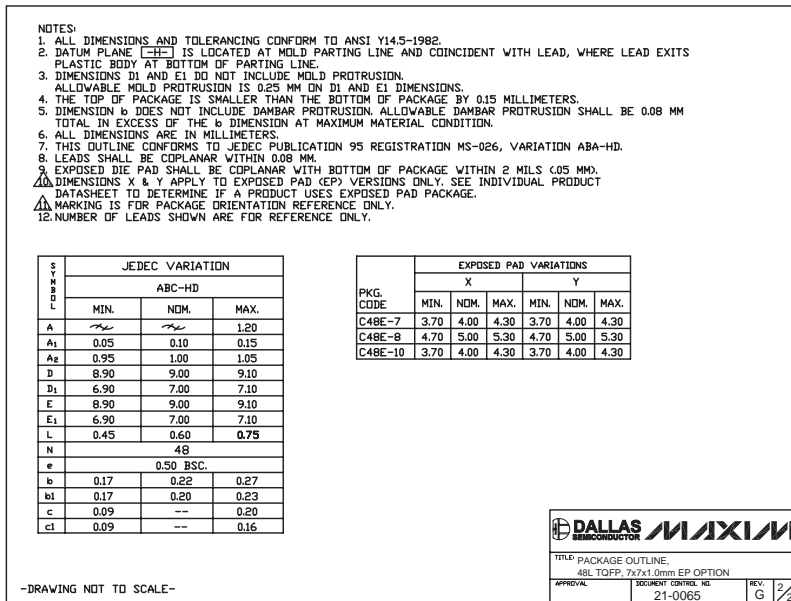 NOTES:
1. ALL DIMENSIONS AND TOLERANCING CONFORM TO ANSI Y14.5-1982.
2. DATUM PLANE -H- IS LOCATED AT MOLD PARTING LINE AND COINCIDENT WITH LEAD, WHERE LEAD EXITS
PLASTIC BODY AT BOTTOM OF PARTING LINE.
3. DIMENSIONS D1 AND E1 DO NOT INCLUDE MOLD PROTRUSION.
ALLOWABLE MOLD PROTRUSION IS 0.25 MM ON D1 AND E1 DIMENSIONS.
4. THE TOP OF PACKAGE IS SMALLER THAN THE BOTTOM OF PACKAGE BY 0.15 MILLIMETERS.
5. DIMENSION b DOES NOT INCLUDE DAMBAR PROTRUSION. ALLOWABLE DAMBAR PROTRUSION SHALL BE 0.08 MM
TOTAL IN EXCESS OF THE b DIMENSION AT MAXIMUM MATERIAL CONDITION.
6. ALL DIMENSIONS ARE IN MILLIMETERS.
7. THIS OUTLINE CONFORMS TO JEDEC PUBLICATION 95 REGISTRATION MS-026, VARIATION ABA-HD.
8. LEADS SHALL BE COPLANAR WITHIN 0.08 MM.
9. EXPOSED DIE PAD SHALL BE COPLANAR WITH BOTTOM OF PACKAGE WITHIN 2 MILS (.05 MM).
10. DIMENSIONS X & Y APPLY TO EXPOSED PAD (EP) VERSIONS ONLY. SEE INDIVIDUAL PRODUCT
DATASHEET TO DETERMINE IF A PRODUCT USES EXPOSED PAD PACKAGE.
11. MARKING IS FOR PACKAGE ORIENTATION REFERENCE ONLY.
12. NUMBER OF LEADS SHOWN ARE FOR REFERENCE ONLY.
SYMBOL JEDEC VARIATION
ABC-HD
MIN. NOM. MAX.
A 1.20
A1 0.05 0.10 0.15
A2 0.95 1.00 1.05
D 8.90 9.00 9.10
D1 6.90 7.00 7.10
E 8.90 9.00 9.10
E1 6.90 7.00 7.10
L 0.45 0.60 0.75
N 48
e 0.50 BSC.
b 0.17 0.22 0.27
b1 0.17 0.20 0.23
c 0.09 -- 0.20
c1 0.09 -- 0.16
EXPOSED PAD VARIATIONS
PKG. CODE X Y
MIN. NOM. MAX. MIN. NOM. MAX.
C48E-7 3.70 4.00 4.30 3.70 4.00 4.30
C48E-8 4.70 5.00 5.30 4.70 5.00 5.30
C48E-10 3.70 4.00 4.30 3.70 4.00 4.30
-DRAWING NOT TO SCALE-
DALLAS SEMICONDUCTOR MAXIM
TITLE: PACKAGE OUTLINE,
48L TQFP, 7x7x1.0mm EP OPTION
APPROVAL DOCUMENT CONTROL NO. REV.
21-0065 G 2/2